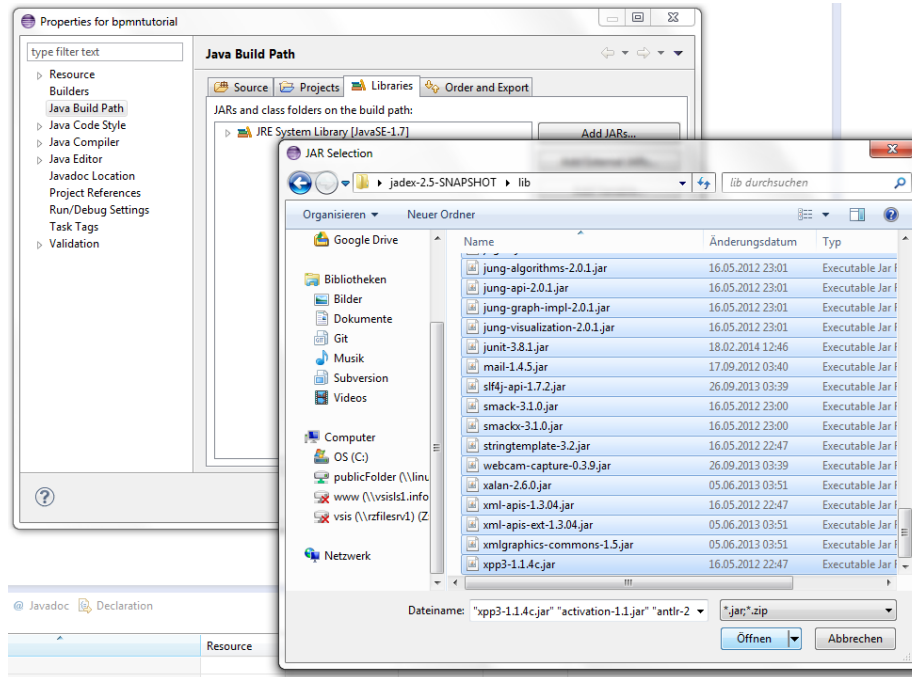 Properties for bpmntutorial
type filter text
Resource
Builders
Java Build Path
Java Code Style
Java Compiler
Java Editor
Javadoc Location
Project References
Run/Debug Settings
Task Tags
Validation
Java Build Path
Source Projects Libraries Order and Export
JARs and class folders on the build path:
JRE System Library [JavaSE-1.7]
Add JARs...
JAR Selection
jadex-2.5-SNAPSHOT lib
lib durchsuchen
Organisieren Neuer Ordner
Google Drive
Bibliotheken
Bilder
Dokumente
Git
Musik
Subversion
Videos
Computer
OS (C:)
publicFolder (\\linu
www (\\vsisls1.info
vsis (\\rzfilesrv1) (Z:
Netzwerk
Name Änderungsdatum Typ
jung-algorithms-2.0.1.jar 16.05.2012 23:01 Executable Jar F
jung-api-2.0.1.jar 16.05.2012 23:01 Executable Jar F
jung-graph-impl-2.0.1.jar 16.05.2012 23:01 Executable Jar F
jung-visualization-2.0.1.jar 16.05.2012 23:01 Executable Jar F
junit-3.8.1.jar 18.02.2014 12:46 Executable Jar F
mail-1.4.5.jar 17.09.2012 03:40 Executable Jar F
slf4j-api-1.7.2.jar 26.09.2013 03:39 Executable Jar F
smack-3.1.0.jar 16.05.2012 23:00 Executable Jar F
smackx-3.1.0.jar 16.05.2012 23:00 Executable Jar F
stringtemplate-3.2.jar 16.05.2012 22:47 Executable Jar F
webcam-capture-0.3.9.jar 26.09.2013 03:39 Executable Jar F
xalan-2.6.0.jar 05.06.2013 03:51 Executable Jar F
xml-apis-1.3.04.jar 16.05.2012 22:47 Executable Jar F
xml-apis-ext-1.3.04.jar 05.06.2013 03:51 Executable Jar F
xmlgraphics-commons-1.5.jar 05.06.2013 03:51 Executable Jar F
xpp3-1.1.4c.jar 16.05.2012 22:47 Executable Jar F
Dateiname: "xpp3-1.1.4c.jar" "activation-1.1.jar" "antlr-2
*.jar;*.zip
Öffnen Abbrechen
@ Javadoc Declaration
Resource